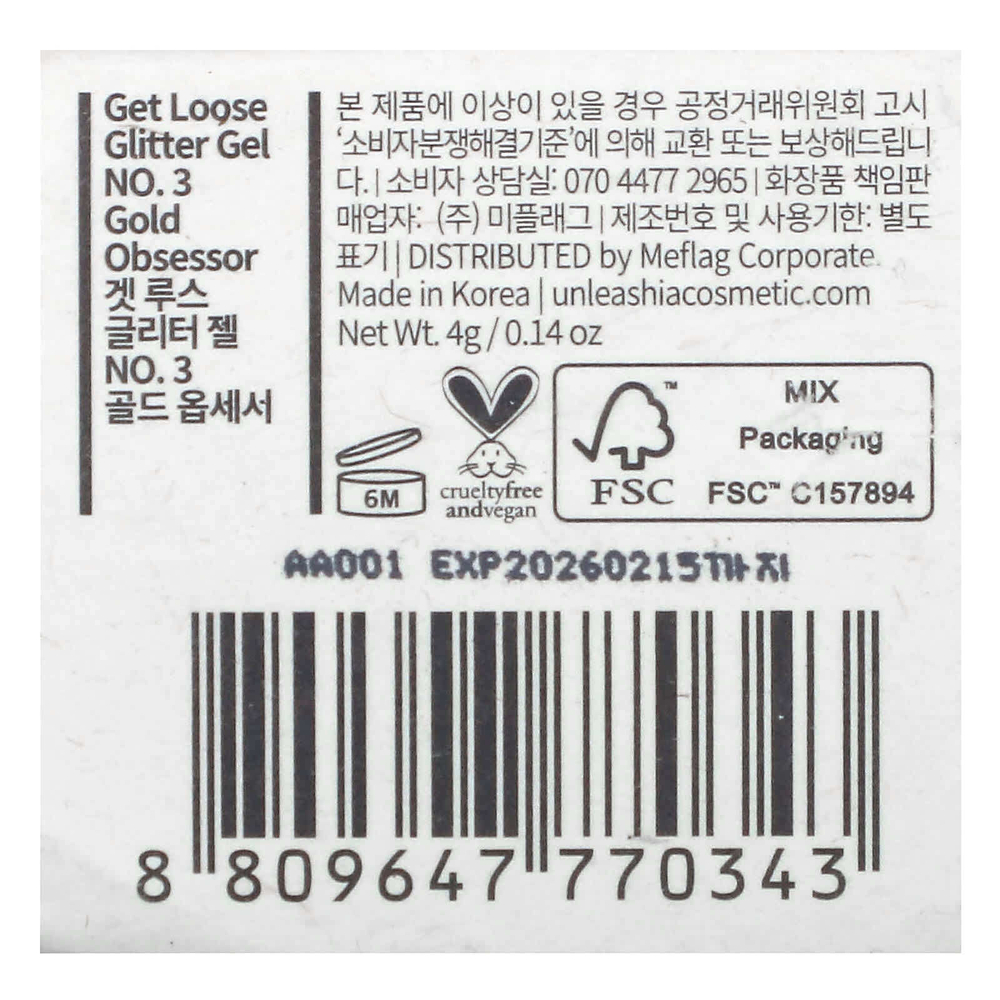 Get Loose
Glitter Gel
NO. 3
Gold
Obsessor
겟 루스
글리터 젤
NO. 3
골드 옵세서
본 제품에 이상이 있을 경우 공정거래위원회 고시
‘소비자분쟁해결기준’에 의해 교환 또는 보상해드립니
다. | 소비자 상담실: 070 4477 2965 | 화장품 책임판
매업자: (주) 미플래그 | 제조번호 및 사용기한: 별도
표기 | DISTRIBUTED by Meflag Corporate.
Made in Korea | unleashiacosmetic.com
Net Wt. 4g / 0.14 oz
6M
crueltyfree
andvegan
FSC
™
MIX
Packaging
FSC™ C157894
AA001 EXP20260215까지
8 809647 770343